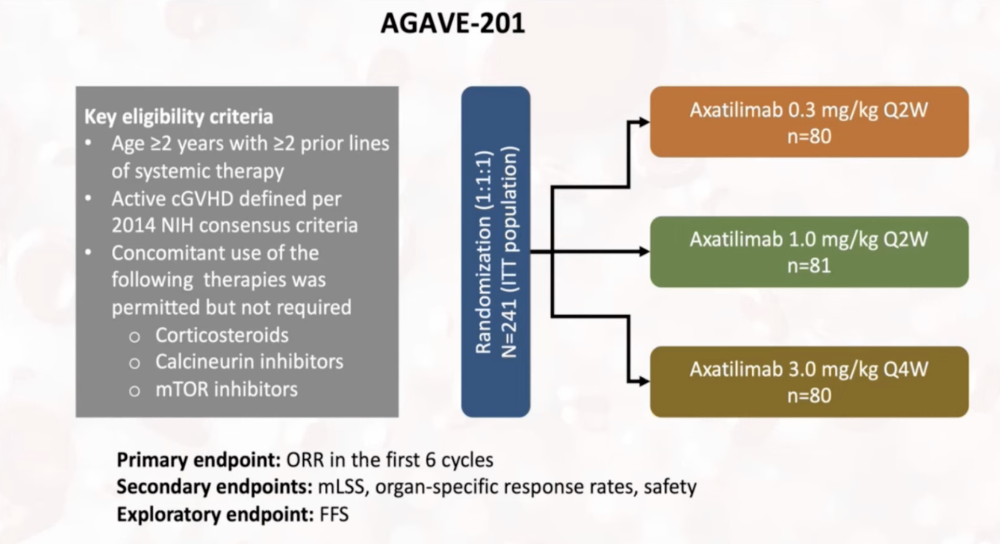 AGAVE-201
Key eligibility criteria
• Age ≥2 years with ≥2 prior lines
of systemic therapy
• Active cGVHD defined per
2014 NIH consensus criteria
• Concomitant use of the
following therapies was
permitted but not required
o Corticosteroids
o Calcineurin inhibitors
o mTOR inhibitors
Randomization (1:1:1)
N=241 (ITT population)
Axatilimab 0.3 mg/kg Q2W
n=80
Axatilimab 1.0 mg/kg Q2W
n=81
Axatilimab 3.0 mg/kg Q4W
n=80
Primary endpoint: ORR in the first 6 cycles
Secondary endpoints: mLSS, organ-specific response rates, safety
Exploratory endpoint: FFS